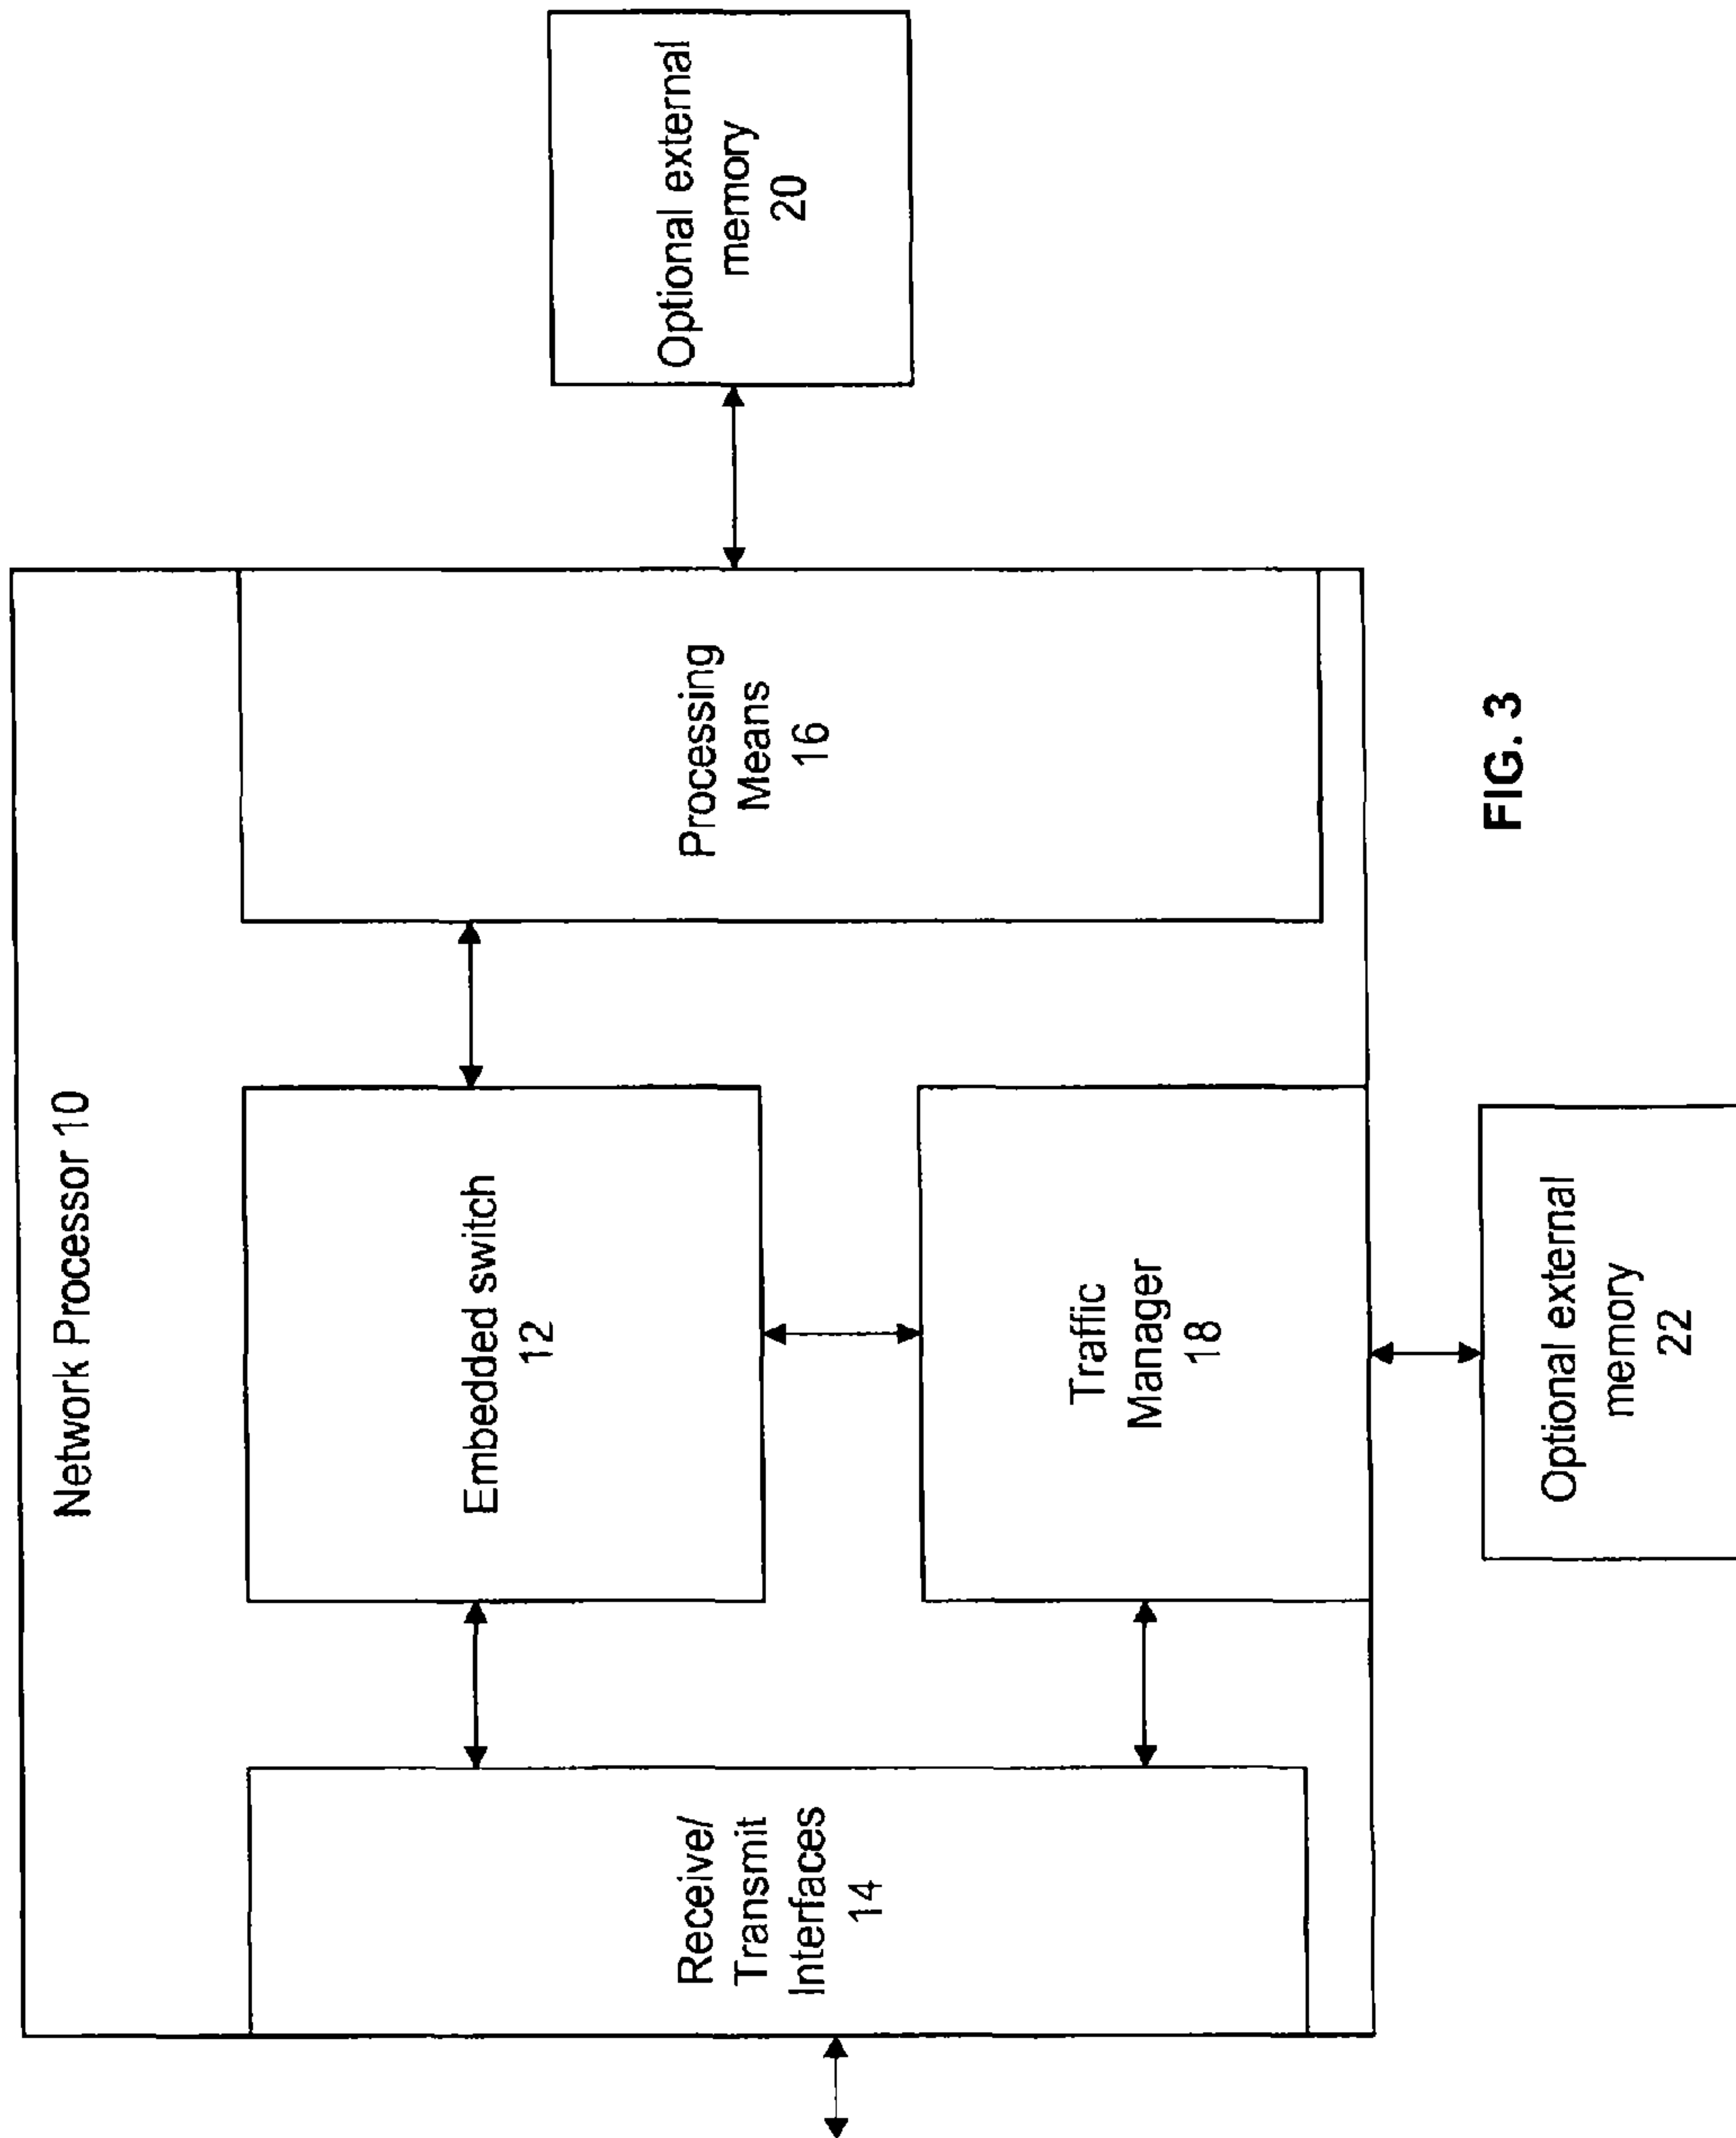 Network Processor 10
Receive/
Transmit
Interfaces
14
Embedded switch
12
Processing
Means
16
Optional external
memory
20
Traffic
Manager
18
Optional external
memory
22
FIG. 3